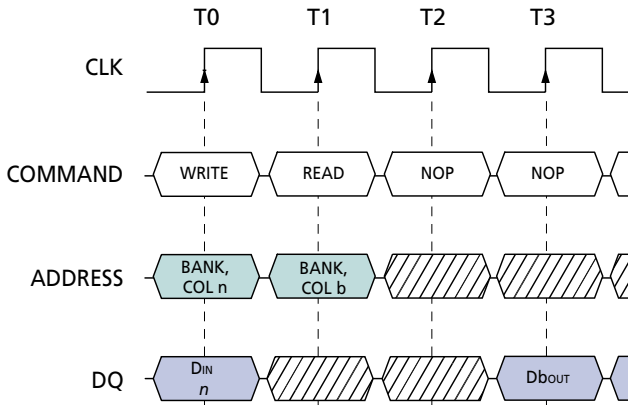 T0 T1 T2 T3
CLK
COMMAND WRITE READ NOP NOP
ADDRESS BANK, COL n BANK, COL b
DQ DIN n DbOUT